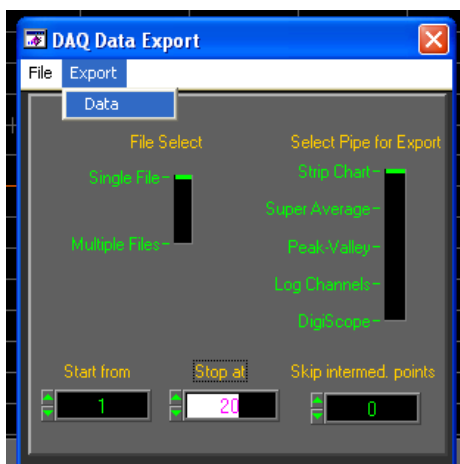 DAQ Data Export
File Export
Data
File Select
Select Pipe for Export
Single File
Multiple Files
Strip Chart
Super Average
Peak-Valley
Log Channels
DigiScope
Start from
Stop at
Skip intermed. points
1
20
0